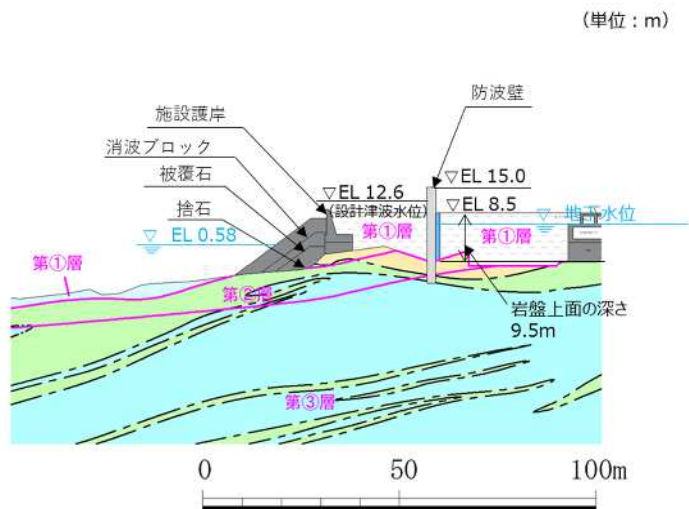 （単位：m）
防波壁
施設護岸
消波ブロック
被覆石
捨石
▽EL 15.0
▽EL 12.6
（設計津波水位）
▽EL 8.5
▽ 地下水位
▽ EL 0.58
第①層
第①層
第①層
第②層
岩盤上面の深さ
9.5m
第③層
0 50 100m